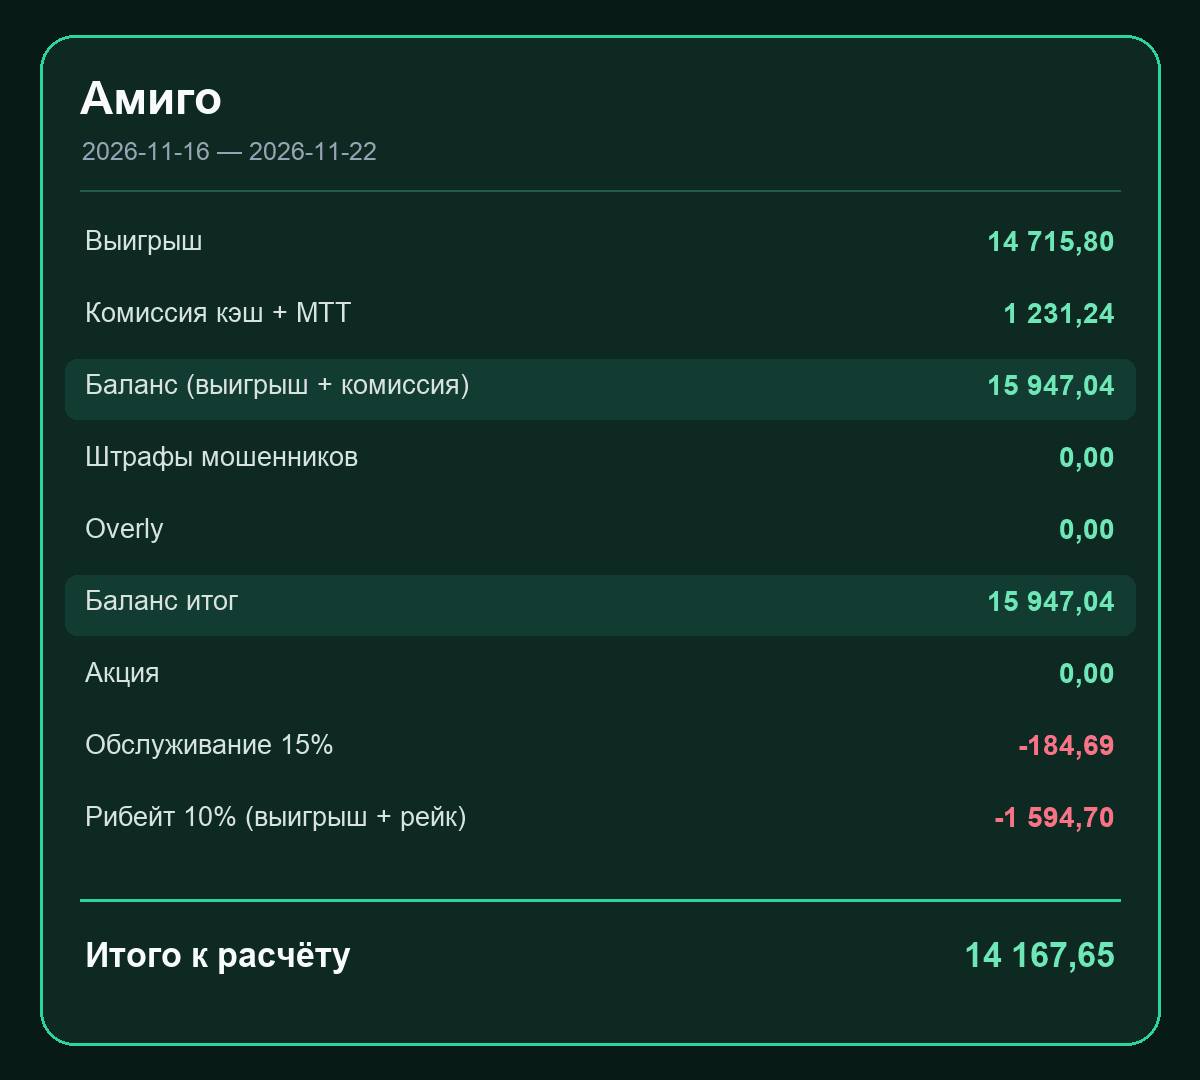 Амиго
2026-11-16 — 2026-11-22
Выигрыш 14 715,80
Комиссия кэш + МТТ 1 231,24
Баланс (выигрыш + комиссия) 15 947,04
Штрафы мошенников 0,00
Overly 0,00
Баланс итог 15 947,04
Акция 0,00
Обслуживание 15% -184,69
Рибейт 10% (выигрыш + рейк) -1 594,70
Итого к расчёту 14 167,65